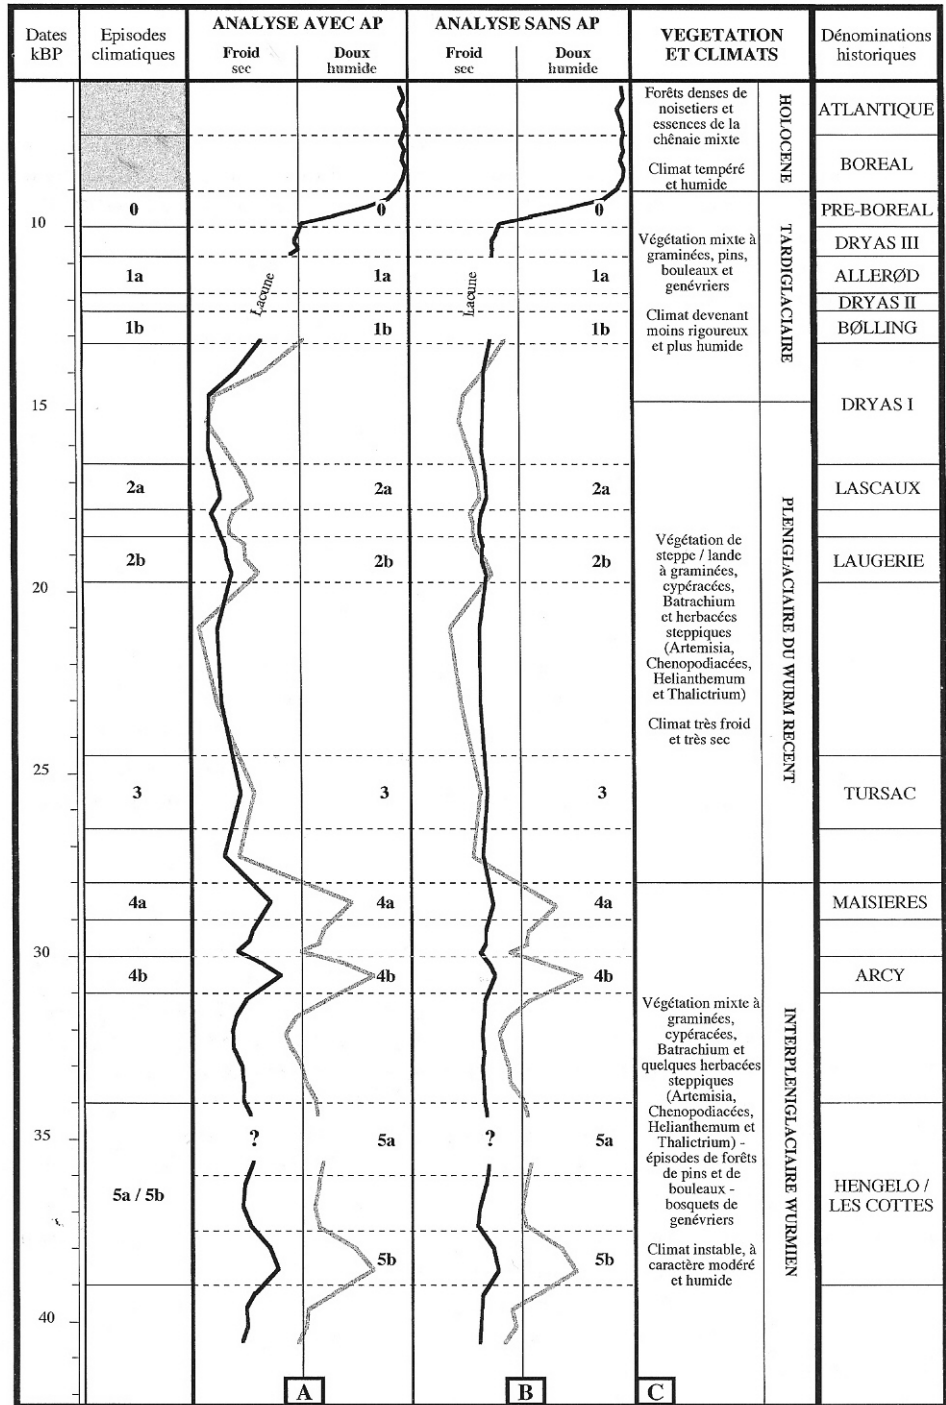 Dates
kBP
Episodes
climatiques
ANALYSE AVEC AP
Froid
sec
Doux
humide
ANALYSE SANS AP
Froid
sec
Doux
humide
VEGETATION
ET CLIMATS
Dénominations
historiques
10
15
20
25
30
35
40
0
1a
1b
2a
2b
3
4a
4b
5a / 5b
0
1a
Lacune
1b
2a
2b
3
4a
4b
?
5a
5b
A
0
1a
Lacune
1b
2a
2b
3
4a
4b
?
5a
5b
B
Forêts denses de
noisetiers et
essences de la
chênaie mixte
Climat tempéré
et humide
Végétation mixte à
graminées, pins,
bouleaux et
genévriers
Climat devenant
moins rigoureux
et plus humide
Végétation de
steppe / lande
à graminées,
cypéracées,
Batrachium
et herbacées
steppiques
(Artemisia,
Chenopodiacées,
Helianthemum
et Thalictrium)
Climat très froid
et très sec
Végétation mixte à
graminées,
cypéracées,
Batrachium et
quelques herbacées
steppiques
(Artemisia,
Chenopodiacées,
Helianthemum et
Thalictrium) -
épisodes de forêts
de pins et de
bouleaux -
bosquets de
genévriers
Climat instable, à
caractère modéré
et humide
C
HOLOCENE
TARDIGLACIAIRE
PLENIGLACIAIRE DU WURM RECENT
INTERPLENIGLACIAIRE WURMIEN
ATLANTIQUE
BOREAL
PRE-BOREAL
DRYAS III
ALLERØD
DRYAS II
BØLLING
DRYAS I
LASCAUX
LAUGERIE
TURSAC
MAISIERES
ARCY
HENGELO /
LES COTTES